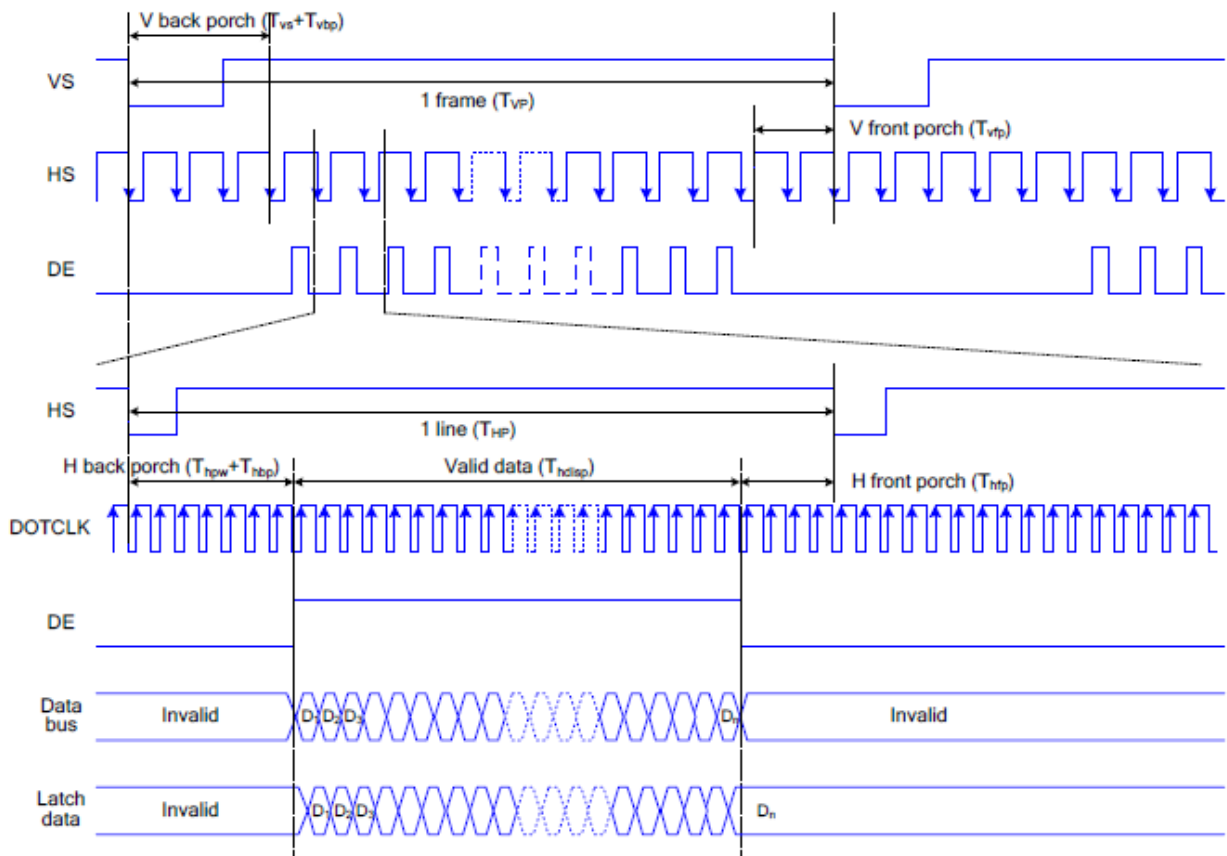 V back porch (Tvs+Tvbp)
VS
1 frame (TVP)
V front porch (Tvfp)
HS
DE
HS
1 line (THP)
H back porch (Thpw+Thbp)
Valid data (Thdisp)
H front porch (Thfp)
DOTCLK
DE
Data
bus
Invalid
D1 D2 D3
Dn
Invalid
Latch
data
Invalid
D1 D2 D3
Dn